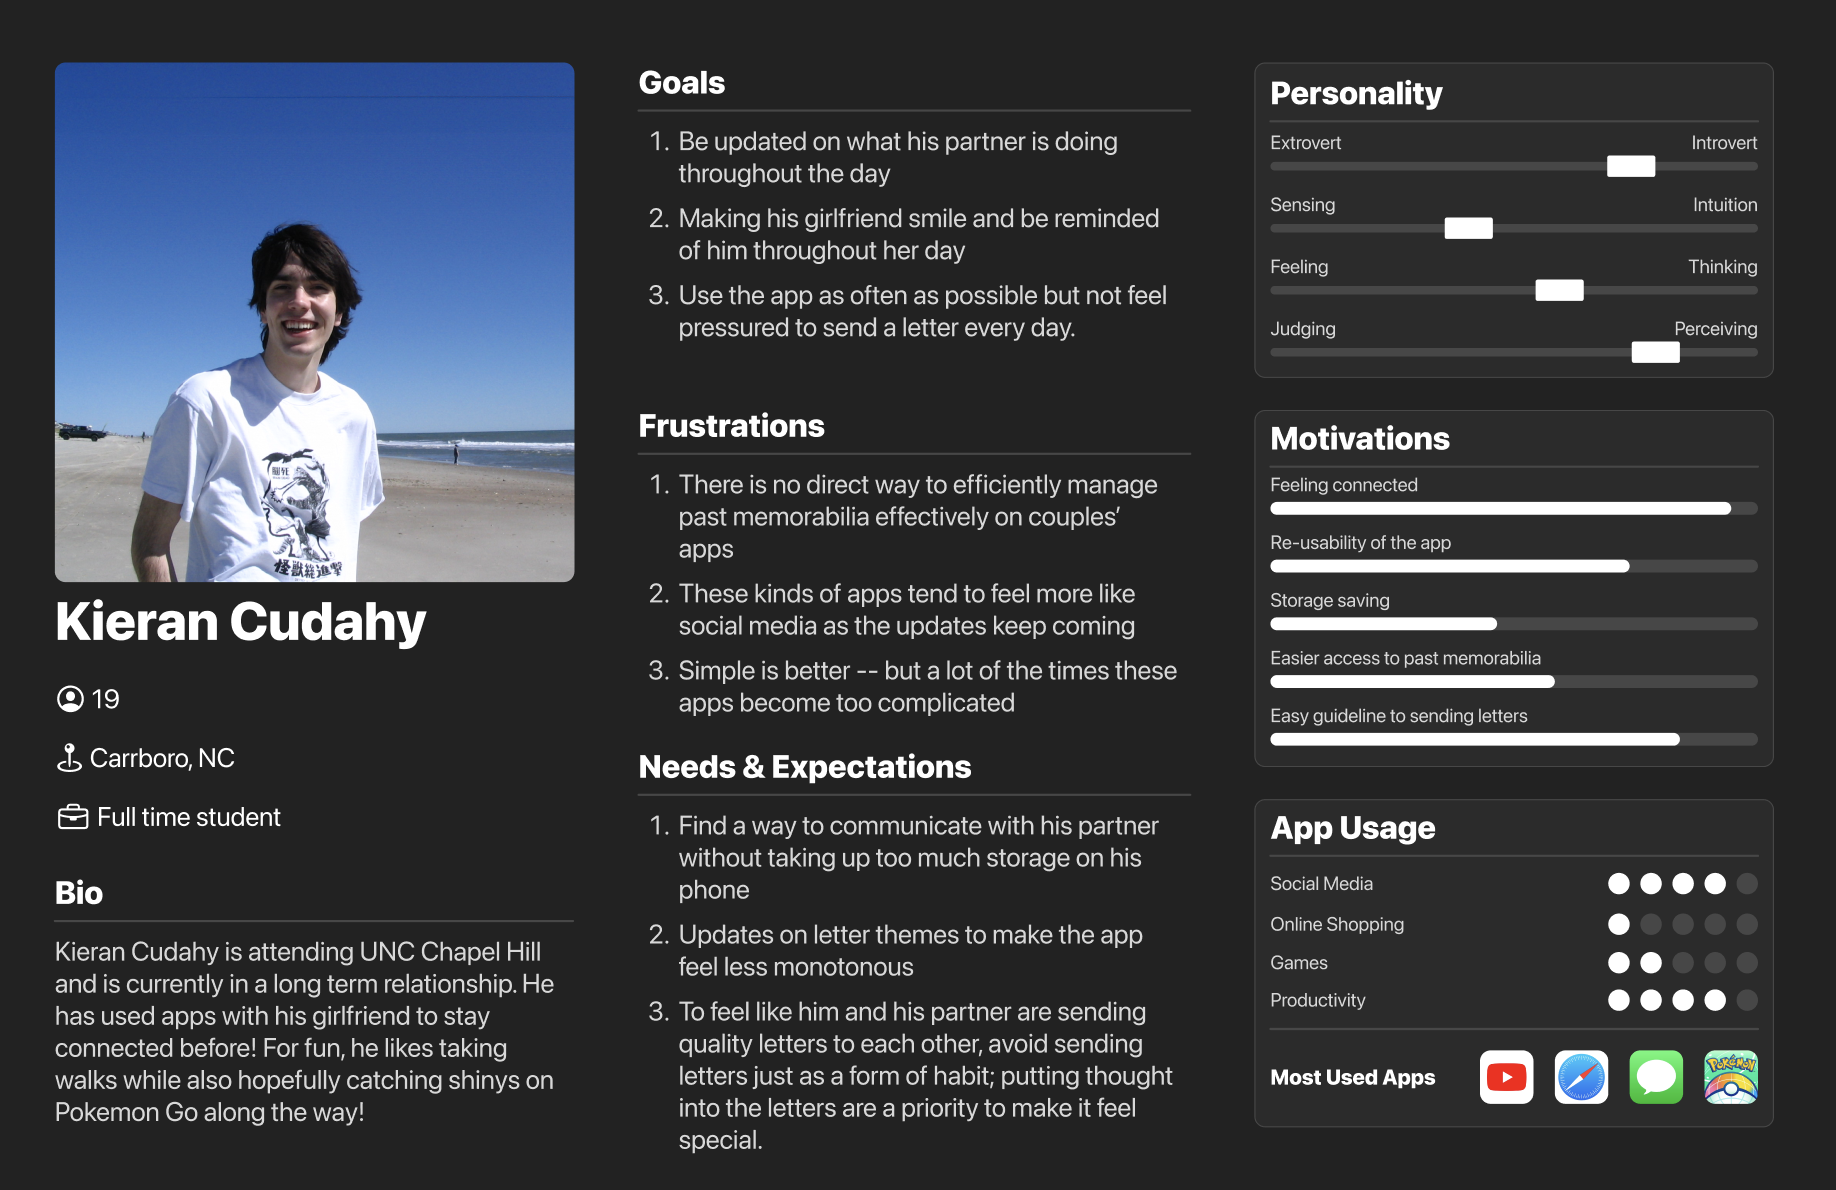 Kieran Cudahy
19
Carrboro, NC
Full time student
Bio
Kieran Cudahy is attending UNC Chapel Hill
and is currently in a long term relationship. He
has used apps with his girlfriend to stay
connected before! For fun, he likes taking
walks while also hopefully catching shinys on
Pokemon Go along the way!
Goals
1. Be updated on what his partner is doing
throughout the day
2. Making his girlfriend smile and be reminded
of him throughout her day
3. Use the app as often as possible but not feel
pressured to send a letter every day.
Frustrations
1. There is no direct way to efficiently manage
past memorabilia effectively on couples’
apps
2. These kinds of apps tend to feel more like
social media as the updates keep coming
3. Simple is better -- but a lot of the times these
apps become too complicated
Needs & Expectations
1. Find a way to communicate with his partner
without taking up too much storage on his
phone
2. Updates on letter themes to make the app
feel less monotonous
3. To feel like him and his partner are sending
quality letters to each other, avoid sending
letters just as a form of habit; putting thought
into the letters are a priority to make it feel
special.
Personality
Extrovert Introvert
Sensing Intuition
Feeling Thinking
Judging Perceiving
Motivations
Feeling connected
Re-usability of the app
Storage saving
Easier access to past memorabilia
Easy guideline to sending letters
App Usage
Social Media
Online Shopping
Games
Productivity
Most Used Apps
Pokémon